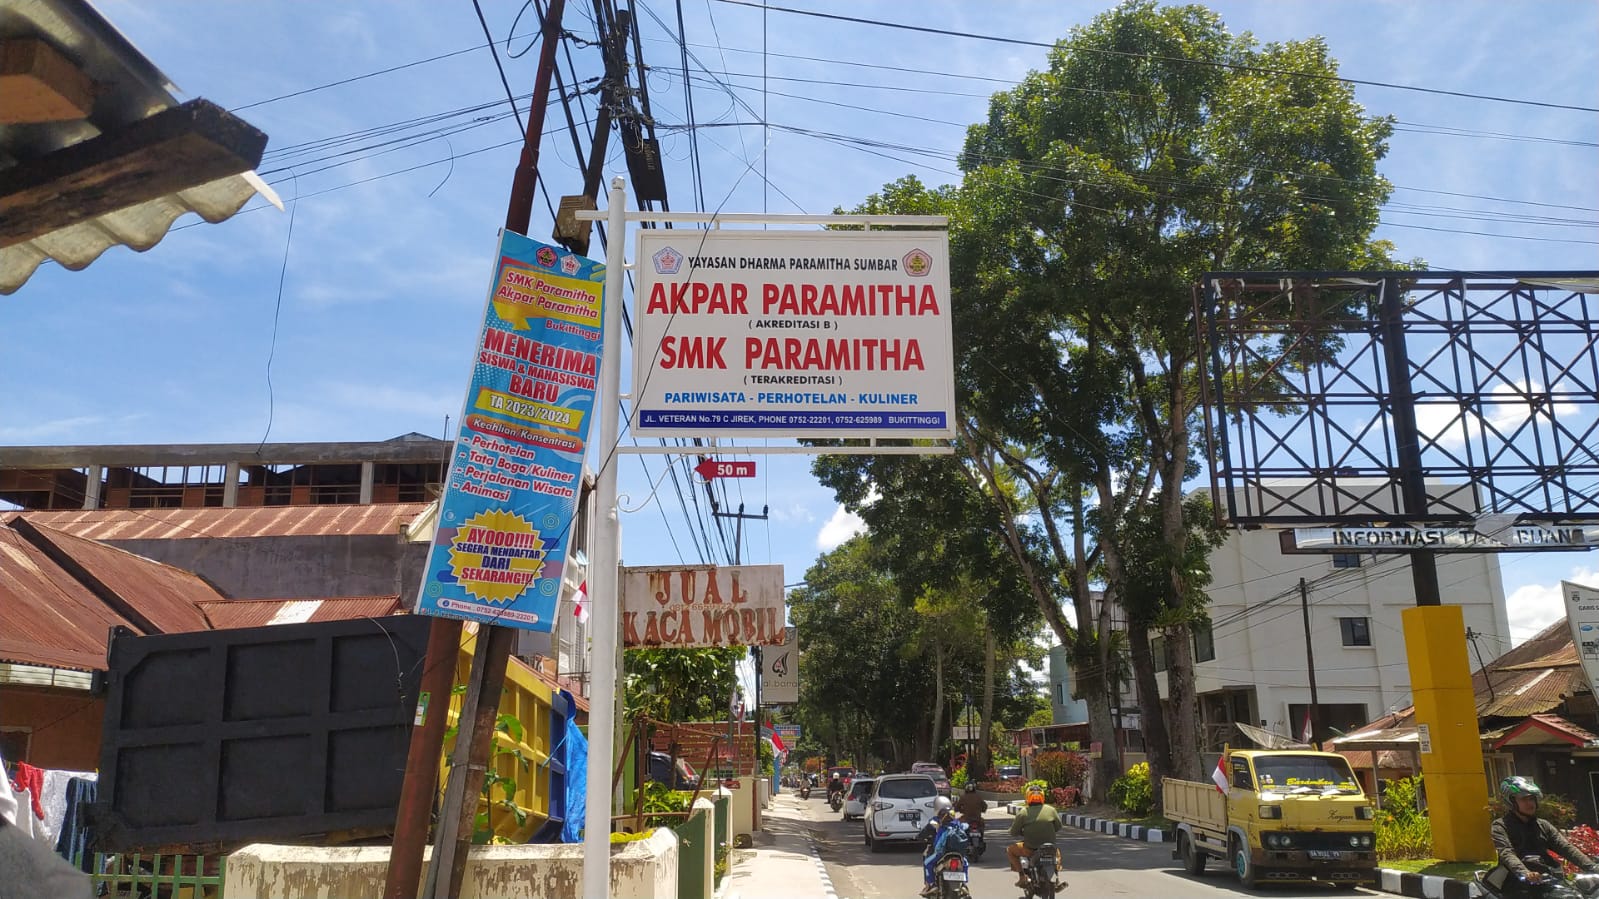 SMK Paramitha
Akpar Paramitha
Bukittinggi
MENERIMA
SISWA & MAHASISWA
BARU
TA 2023/2024
Keahlian/Konsentrasi
- Perhotelan
- Tata Boga/Kuliner
- Perjalanan Wisata
- Animasi
AYOOO!!!!
SEGERA MENDAFTAR
DARI
SEKARANG!!!
YAYASAN DHARMA PARAMITHA SUMBAR
AKPAR PARAMITHA
( AKREDITASI B )
SMK PARAMITHA
( TERAKREDITASI )
PARIWISATA - PERHOTELAN - KULINER
JL. VETERAN No.79 C JIREK, PHONE 0752-22201, 0752-625989 BUKITTINGGI
50 m
JUAL
KACA MOBIL
al.barra
INFORMASI